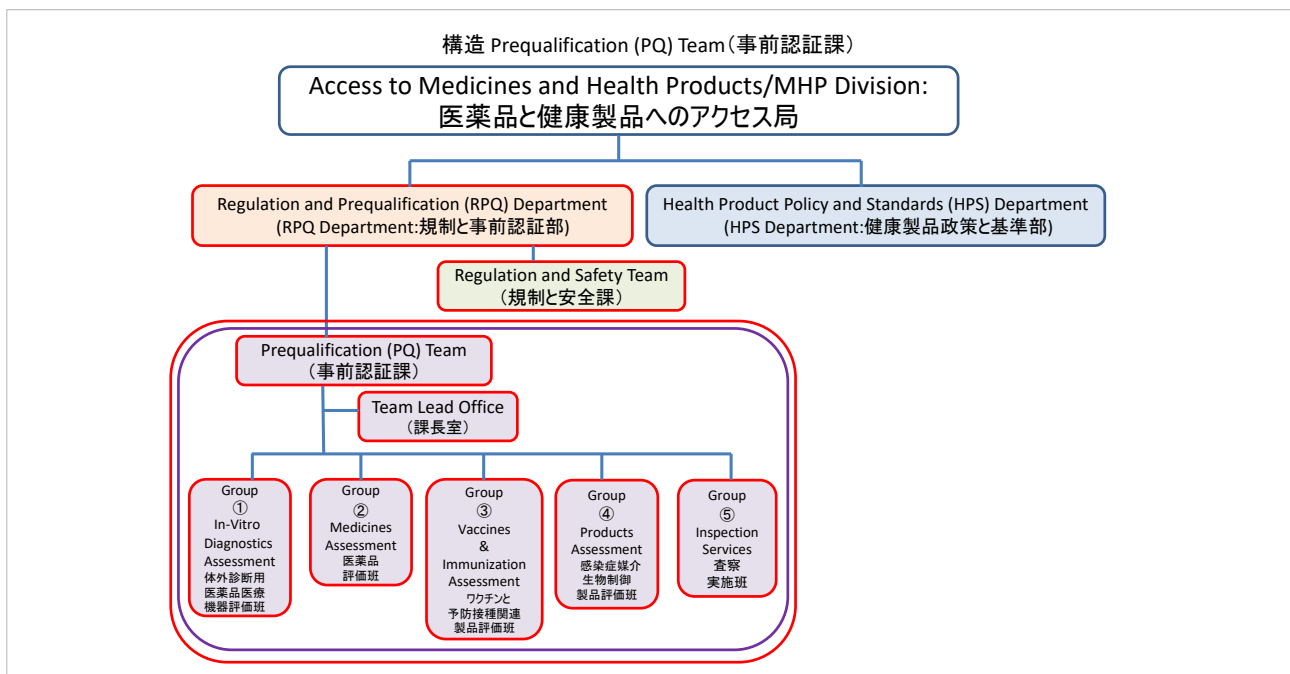 構造 Prequalification (PQ) Team（事前認証課）
Access to Medicines and Health Products/MHP Division:
医薬品と健康製品へのアクセス局
Regulation and Prequalification (RPQ) Department
(RPQ Department:規制と事前認証部)
Health Product Policy and Standards (HPS) Department
(HPS Department:健康製品政策と基準部)
Regulation and Safety Team
（規制と安全課）
Prequalification (PQ) Team
（事前認証課）
Team Lead Office
（課長室）
Group
①
In-Vitro
Diagnostics
Assessment
体外診断用
医薬品医療
機器評価班
Group
②
Medicines
Assessment
医薬品
評価班
Group
③
Vaccines
&
Immunization
Assessment
ワクチンと
予防接種関連
製品評価班
Group
④
Products
Assessment
感染症媒介
生物制御
製品評価班
Group
⑤
Inspection
Services
査察
実施班